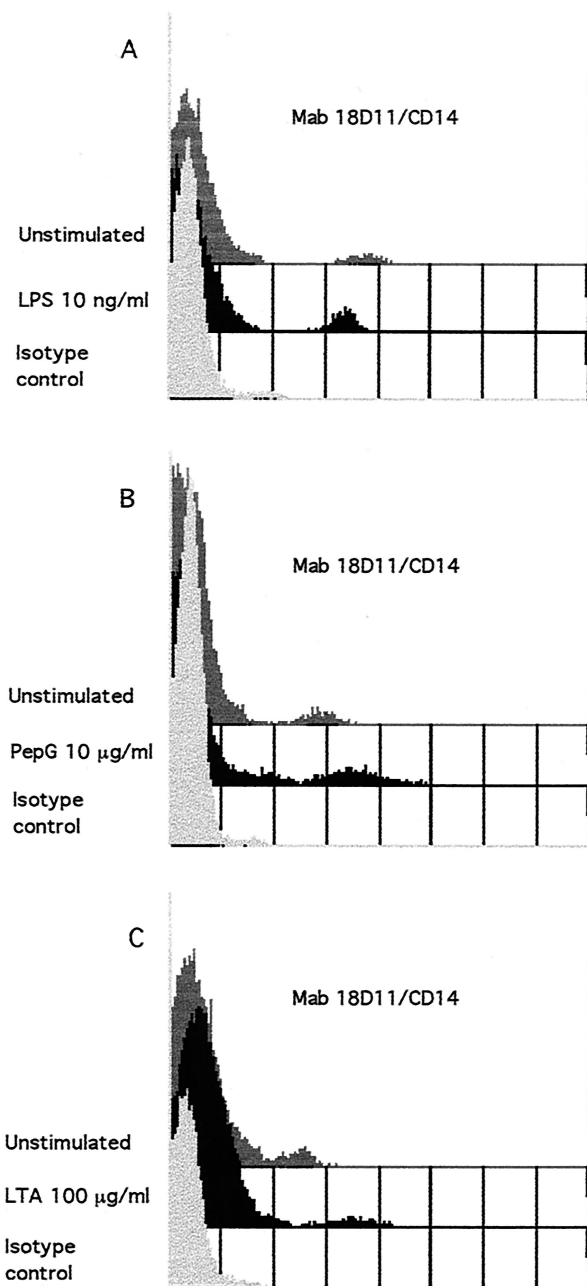 A
Mab 18D11/CD14
Unstimulated
LPS 10 ng/ml
Isotype
control
B
Mab 18D11/CD14
Unstimulated
PepG 10 μg/ml
Isotype
control
C
Mab 18D11/CD14
Unstimulated
LTA 100 μg/ml
Isotype
control